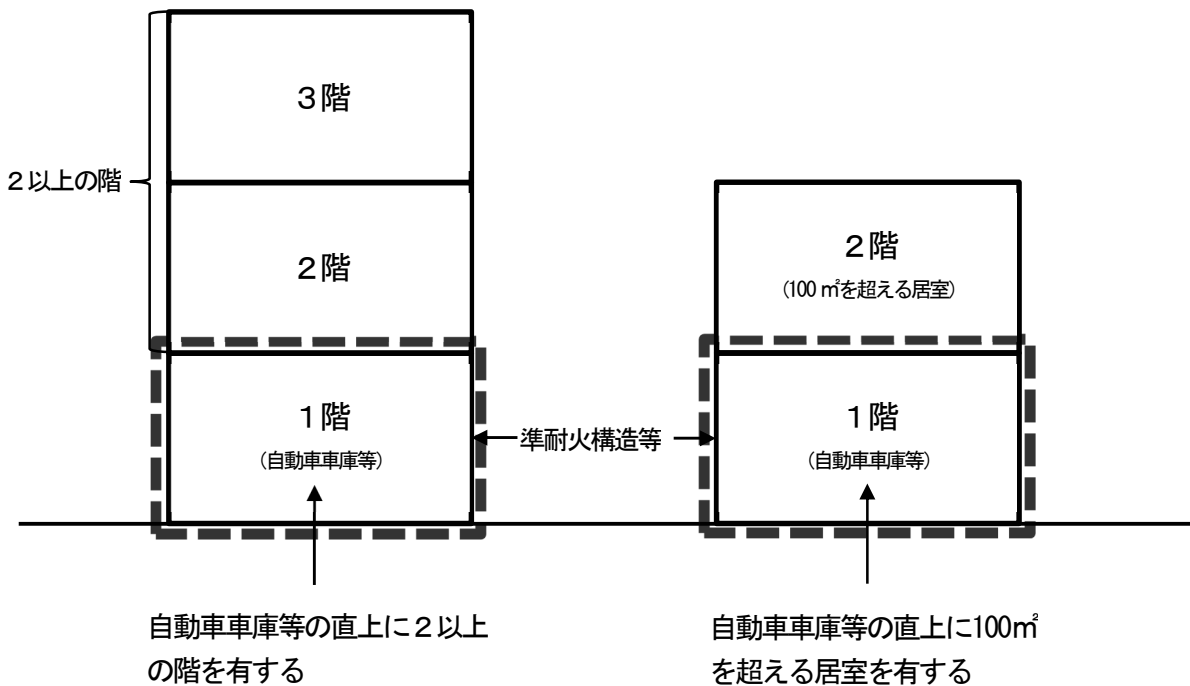 3階
2以上の階
2階
1階
(自動車車庫等)
準耐火構造等
2階
(100㎡を超える居室)
1階
(自動車車庫等)
自動車車庫等の直上に2以上
の階を有する
自動車車庫等の直上に100㎡
を超える居室を有する